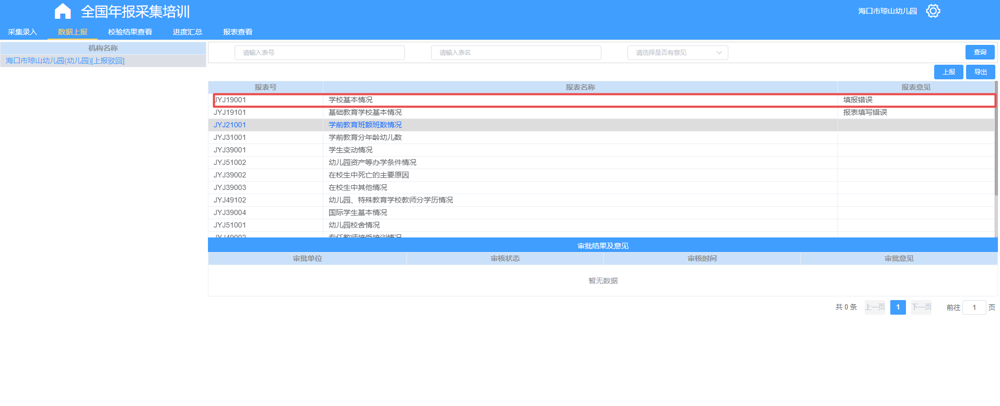 全国年报采集培训
海口市琼山幼儿园
采集录入 数据上报 校验结果查看 进度汇总 报表查看
机构名称
海口市琼山幼儿园(幼儿园)[上报驳回]
请输入表号 请输入表名 请选择是否有意见 查询
上报 导出
报表号 报表名称 报表意见
JYJ19001 学校基本情况 填报错误
JYJ19101 基础教育学校基本情况 报表填写错误
JYJ21001 学前教育班额班数情况
JYJ31001 学前教育分年龄幼儿数
JYJ39001 学生变动情况
JYJ51002 幼儿园资产等办学条件情况
JYJ39002 在校生中死亡的主要原因
JYJ39003 在校生中其他情况
JYJ49102 幼儿园、特殊教育学校教师分学历情况
JYJ39004 国际学生基本情况
JYJ51001 幼儿园校舍情况
JYJ49002 专任教师接受培训情况
审批结果及意见
审批单位 审核状态 审核时间 审批意见
暂无数据
共 0 条 上一页 1 下一页 前往 1 页